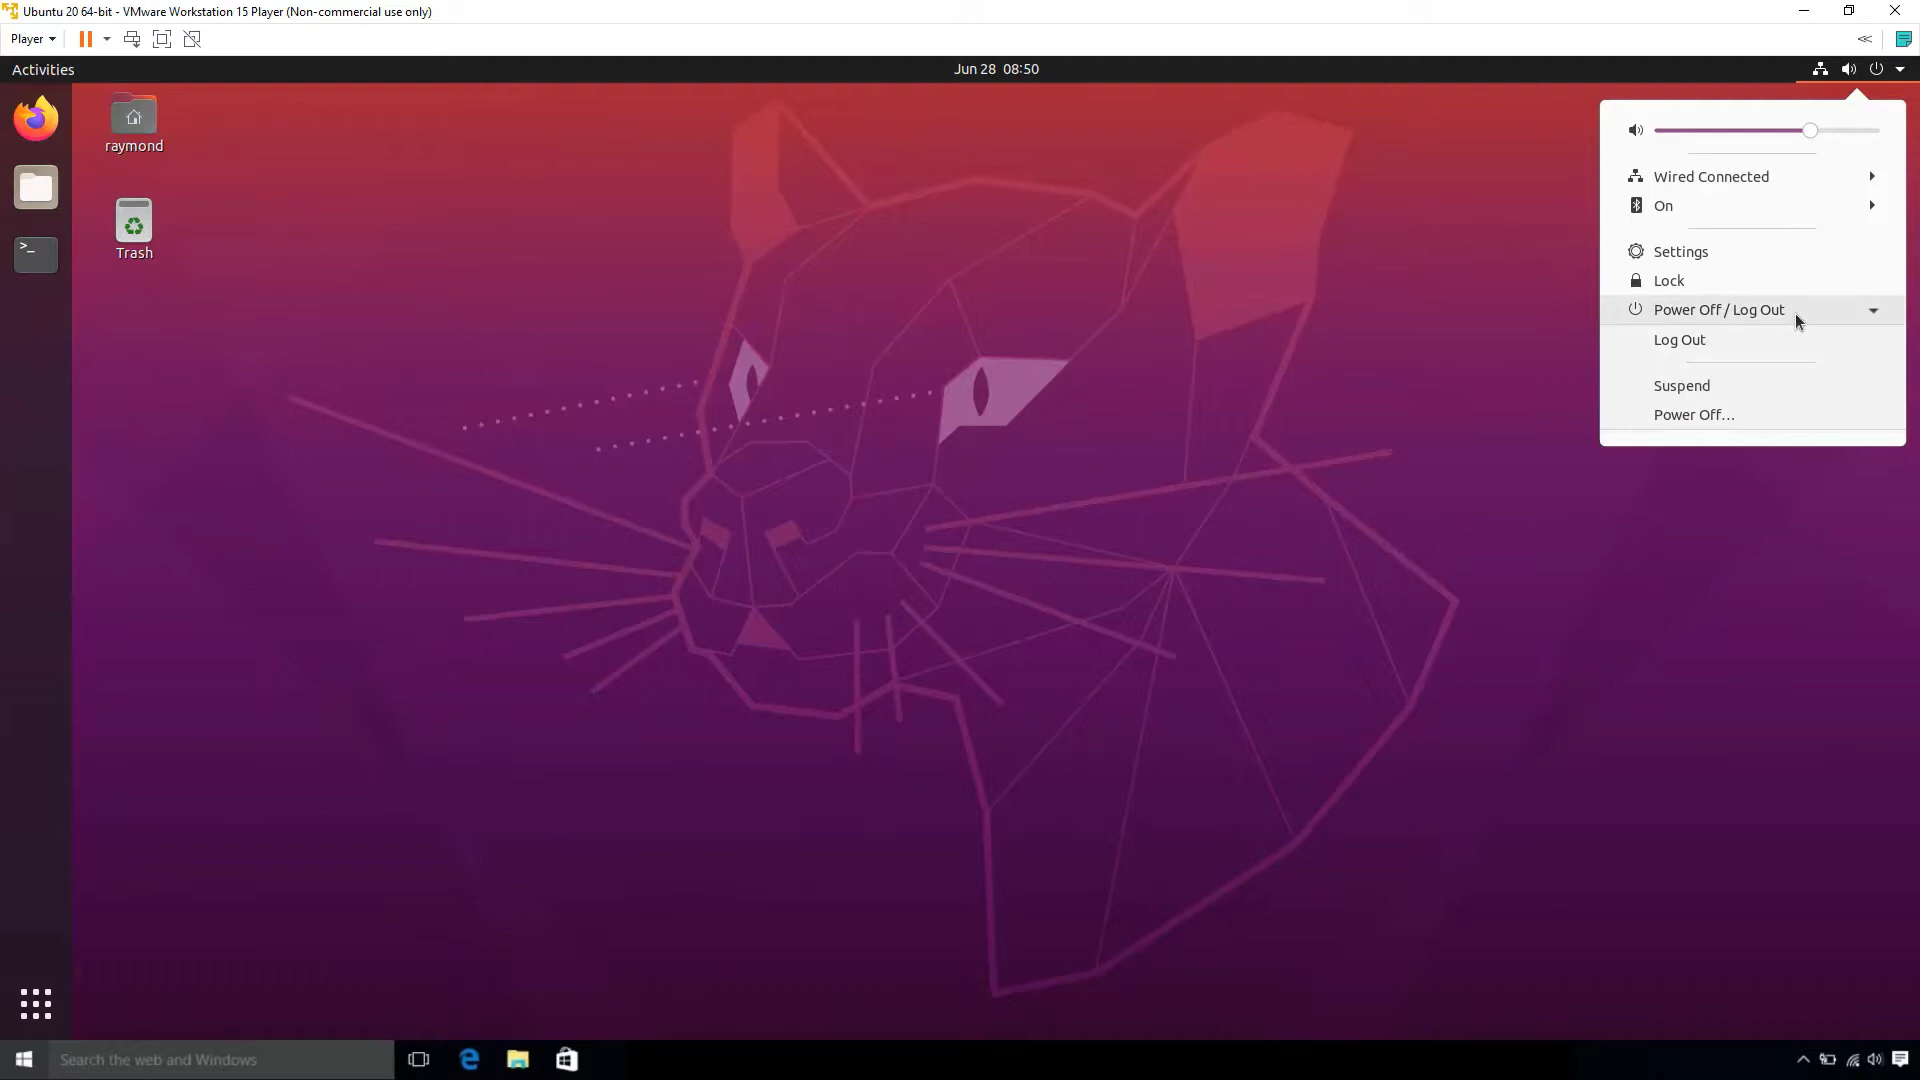 Ubuntu 20 64-bit - VMware Workstation 15 Player (Non-commercial use only)
Player
Activities
Jun 28 08:50
raymond
Trash
>_
Wired Connected
On
Settings
Lock
Power Off / Log Out
Log Out
Suspend
Power Off...
Search the web and Windows